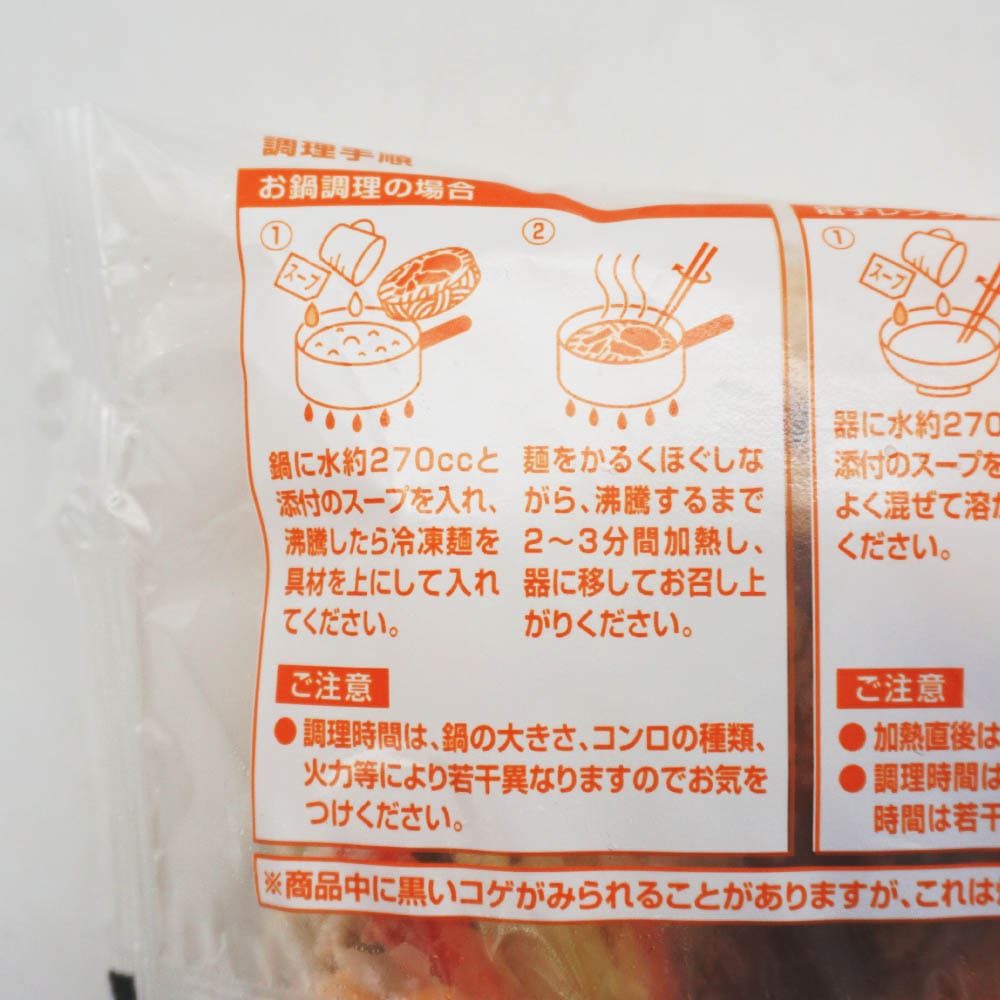 調理手順
お鍋調理の場合
①
スープ
鍋に水約270ccと
添付のスープを入れ、
沸騰したら冷凍麺を
具材を上にして入れ
てください。
②
麺をかるくほぐしな
がら、沸騰するまで
2〜3分間加熱し、
器に移してお召し上
がりください。
ご注意
●調理時間は、鍋の大きさ、コンロの種類、
火力等により若干異なりますのでお気を
つけください。
電子レンジ
①
スープ
器に水約270
添付のスープを
よく混ぜて溶か
ください。
ご注意
●加熱直後は
●調理時間は
時間は若干
※商品中に黒いコゲがみられることがありますが、これは